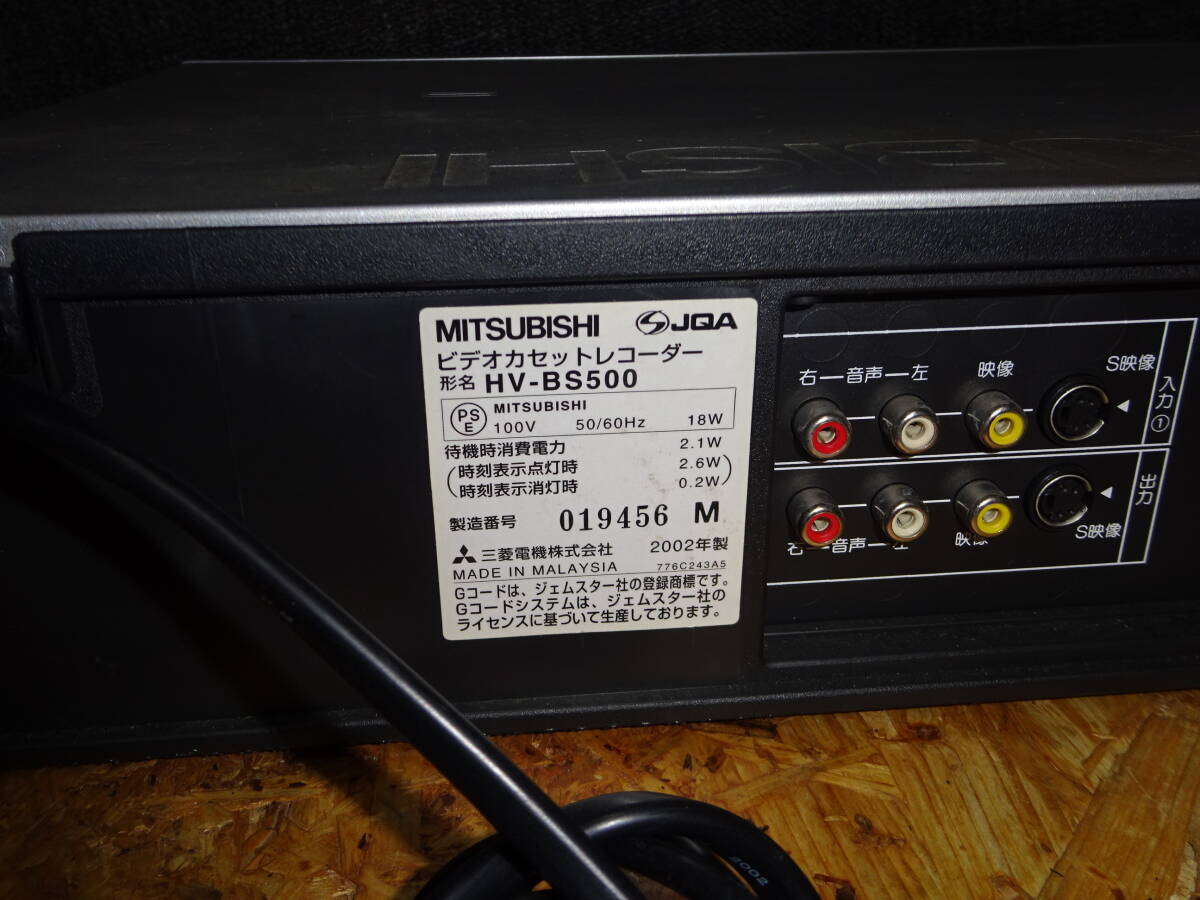 ISHI
MITSUBISHI JQA
ビデオカセットレコーダー
形名 HV-BS500
PS E MITSUBISHI
100V 50/60Hz 18W
待機時消費電力 2.1W
(時刻表示点灯時 2.6W)
(時刻表示消灯時 0.2W)
製造番号 019456 M
三菱電機株式会社 2002年製
MADE IN MALAYSIA 776C243A5
Gコードは、ジェムスター社の登録商標です。
Gコードシステムは、ジェムスター社の
ライセンスに基づいて生産しております。
右—音声—左 映像 S映像
入力①
右—音声—左 映像 S映像
出力
2002